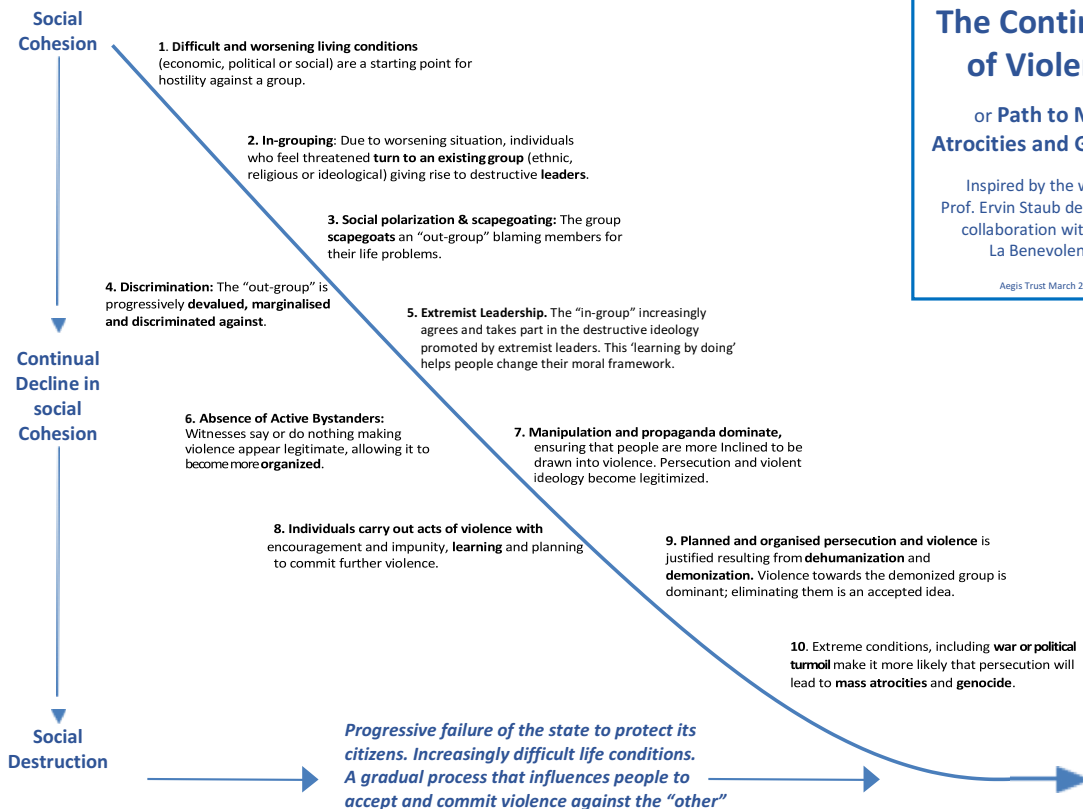 Social
Cohesion
1. Difficult and worsening living conditions
(economic, political or social) are a starting point for
hostility against a group.
2. In-grouping: Due to worsening situation, individuals
who feel threatened turn to an existing group (ethnic,
religious or ideological) giving rise to destructive leaders.
3. Social polarization & scapegoating: The group
scapegoats an “out-group” blaming members for
their life problems.
4. Discrimination: The “out-group” is
progressively devalued, marginalised
and discriminated against.
5. Extremist Leadership. The “in-group” increasingly
agrees and takes part in the destructive ideology
promoted by extremist leaders. This ‘learning by doing’
helps people change their moral framework.
Continual
Decline in
social
Cohesion
6. Absence of Active Bystanders:
Witnesses say or do nothing making
violence appear legitimate, allowing it to
become more organized.
7. Manipulation and propaganda dominate,
ensuring that people are more Inclined to be
drawn into violence. Persecution and violent
ideology become legitimized.
8. Individuals carry out acts of violence with
encouragement and impunity, learning and planning
to commit further violence.
9. Planned and organised persecution and violence is
justified resulting from dehumanization and
demonization. Violence towards the demonized group is
dominant; eliminating them is an accepted idea.
10. Extreme conditions, including war or political
turmoil make it more likely that persecution will
lead to mass atrocities and genocide.
Social
Destruction
Progressive failure of the state to protect its
citizens. Increasingly difficult life conditions.
A gradual process that influences people to
accept and commit violence against the “other”
The
of
or Path to
Atrocities and
Inspired by the
Prof. Ervin Staub
collaboration
La
Aegis Trust March